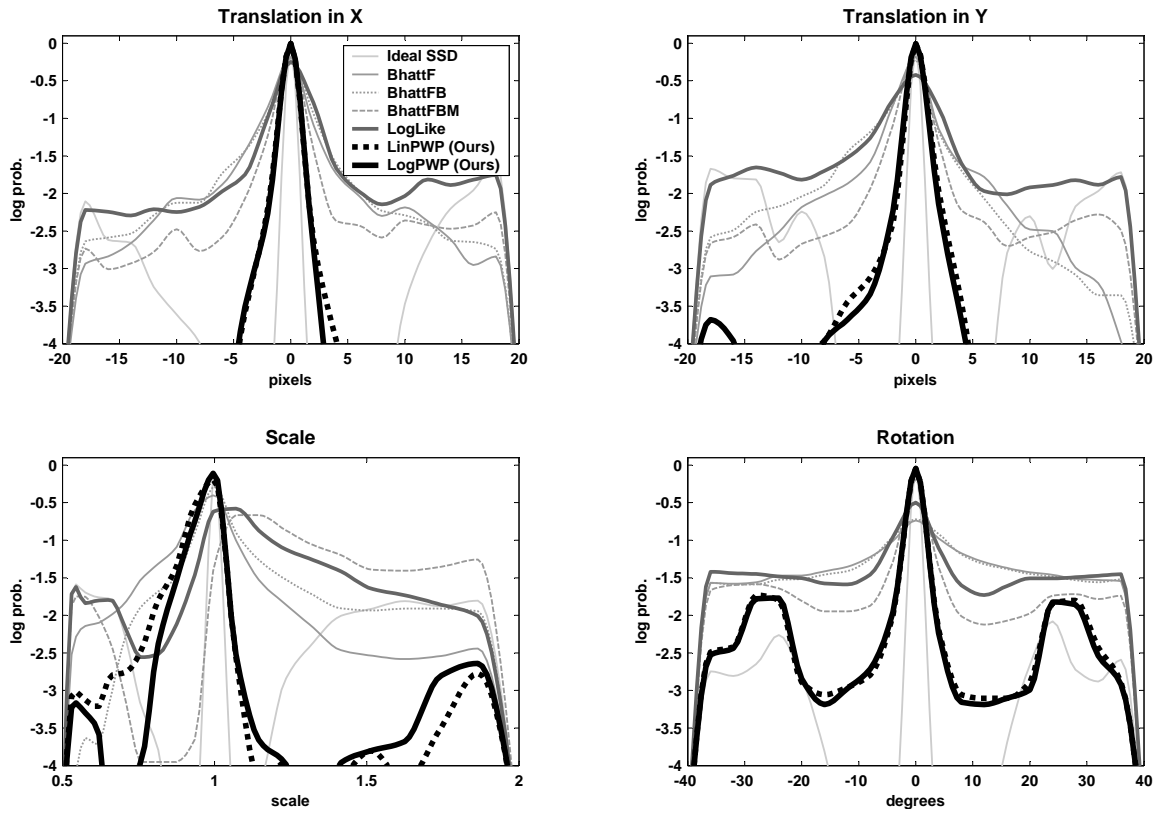 Translation in X
log prob.
0
-0.5
-1
-1.5
-2
-2.5
-3
-3.5
-4
Ideal SSD
BhattF
BhattFB
BhattFBM
LogLike
LinPWP (Ours)
LogPWP (Ours)
-20 -15 -10 -5 0 5 10 15 20
pixels
Translation in Y
log prob.
0
-0.5
-1
-1.5
-2
-2.5
-3
-3.5
-4
-20 -15 -10 -5 0 5 10 15 20
pixels
Scale
log prob.
0
-0.5
-1
-1.5
-2
-2.5
-3
-3.5
-4
0.5 1 1.5 2
scale
Rotation
log prob.
0
-0.5
-1
-1.5
-2
-2.5
-3
-3.5
-4
-40 -30 -20 -10 0 10 20 30 40
degrees